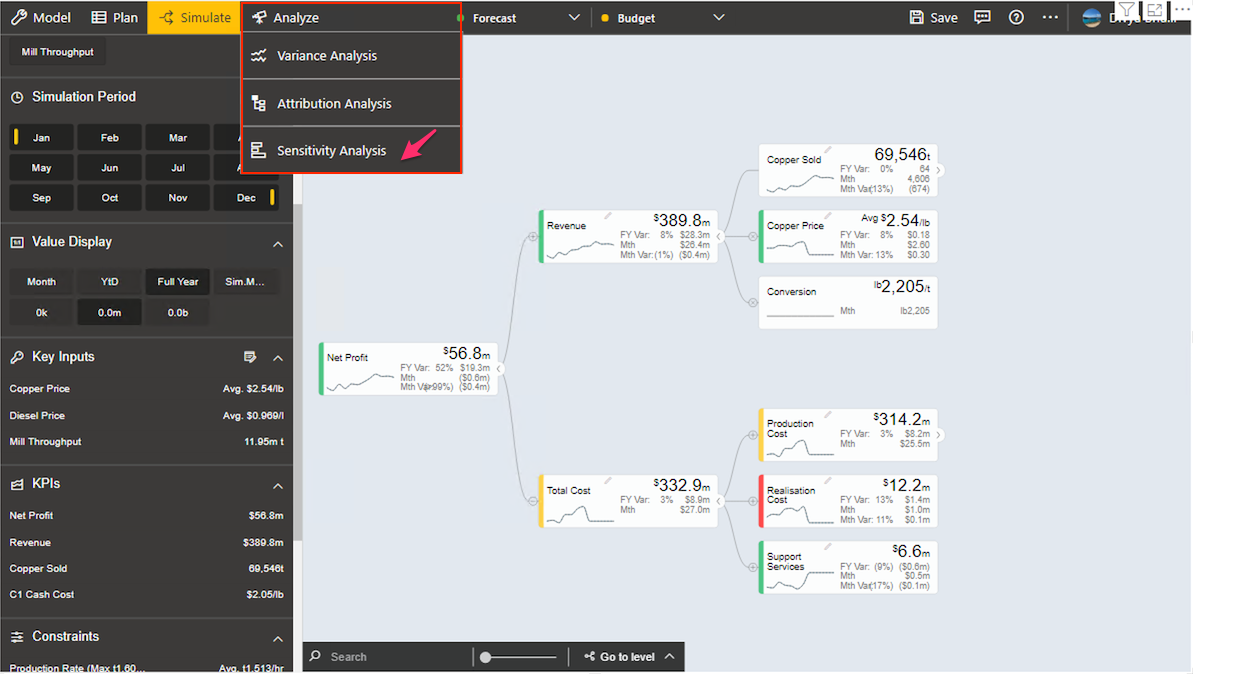 Model
Plan
Simulate
Analyze
Forecast
Budget
Save
Mill Throughput
Variance Analysis
Attribution Analysis
Sensitivity Analysis
Simulation Period
Jan Feb Mar
May Jun Jul
Sep Oct Nov Dec
Value Display
Month YtD Full Year Sim.M...
0k 0.0m 0.0b
Key Inputs
Copper Price Avg. $2.54/lb
Diesel Price Avg. $0.969/l
Mill Throughput 11.95m t
KPIs
Net Profit $56.8m
Revenue $389.8m
Copper Sold 69,546t
C1 Cash Cost $2.05/lb
Constraints
Production Rate (Max t1.60... Avg. t1.513/hr
Net Profit $56.8m
FY Var: 52% $19.3m
Mth ($0.6m)
Mth Var ($0.4m)
Revenue $389.8m
FY Var: 8% $28.3m
Mth $26.4m
Mth Var: (1%) ($0.4m)
Total Cost $332.9m
FY Var: 3% $8.9m
Mth $27.0m
Copper Sold 69,546t
FY Var: 0% 64
Mth 4,606
Mth Var(13%) (674)
Copper Price Avg $2.54/lb
FY Var: 8% $0.18
Mth $2.60
Mth Var: 13% $0.30
Conversion lb2,205/t
Mth lb2,205
Production
Cost
$314.2m
FY Var: 3% $8.2m
Mth $25.5m
Realisation
Cost
$12.2m
FY Var: 13% $1.4m
Mth $1.0m
Mth Var: 11% $0.1m
Support
Services
$6.6m
FY Var: (9%) ($0.6m)
Mth $0.5m
Mth Var(17%) ($0.1m)
Search
Go to level